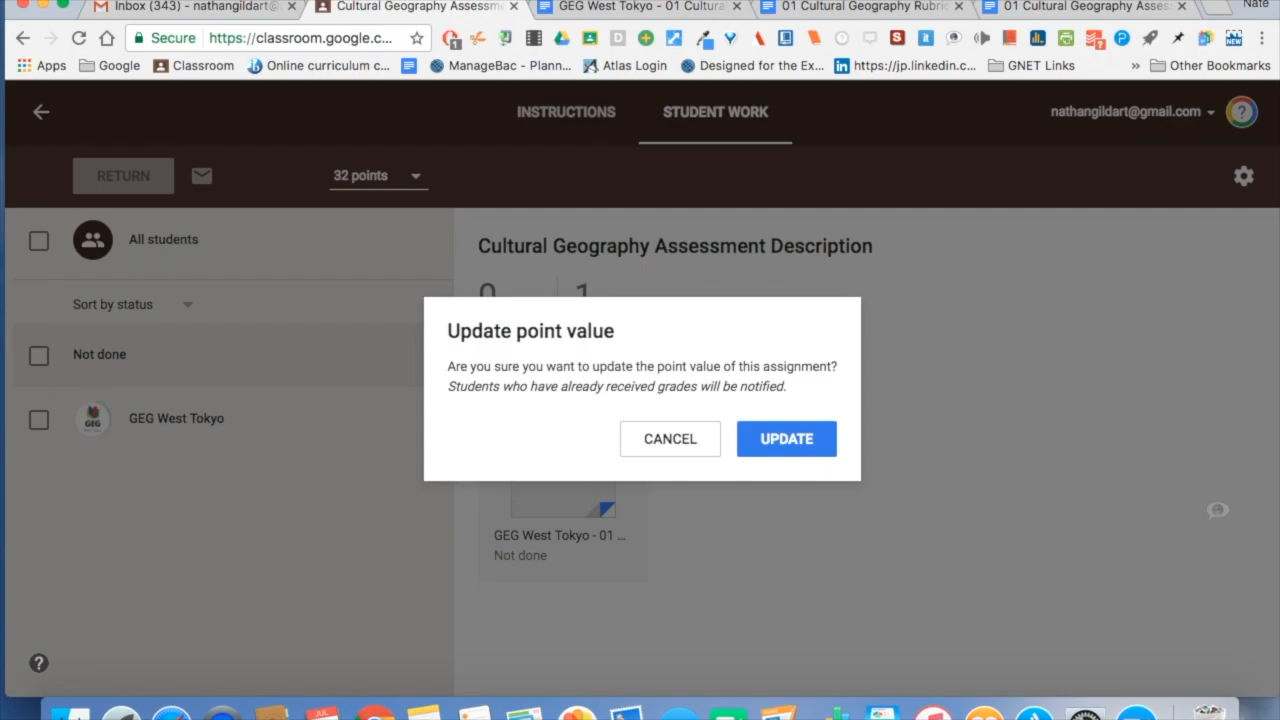 Inbox (343) - nathangildart@
Cultural Geography Assessm
GEG West Tokyo - 01 Cultura
01 Cultural Geography Rubric
01 Cultural Geography Asses
Nate
Secure
https://classroom.google.c...
Apps
Google
Classroom
Online curriculum c...
ManageBac - Plann...
Atlas Login
Designed for the Ex...
https://jp.linkedin.c...
GNET Links
»
Other Bookmarks
INSTRUCTIONS
STUDENT WORK
nathangildart@gmail.com
RETURN
32 points
All students
Cultural Geography Assessment Description
0
1
Sort by status
Update point value
Not done
Are you sure you want to update the point value of this assignment?
Students who have already received grades will be notified.
GEG
GEG West Tokyo
CANCEL
UPDATE
GEG West Tokyo - 01 ...
Not done